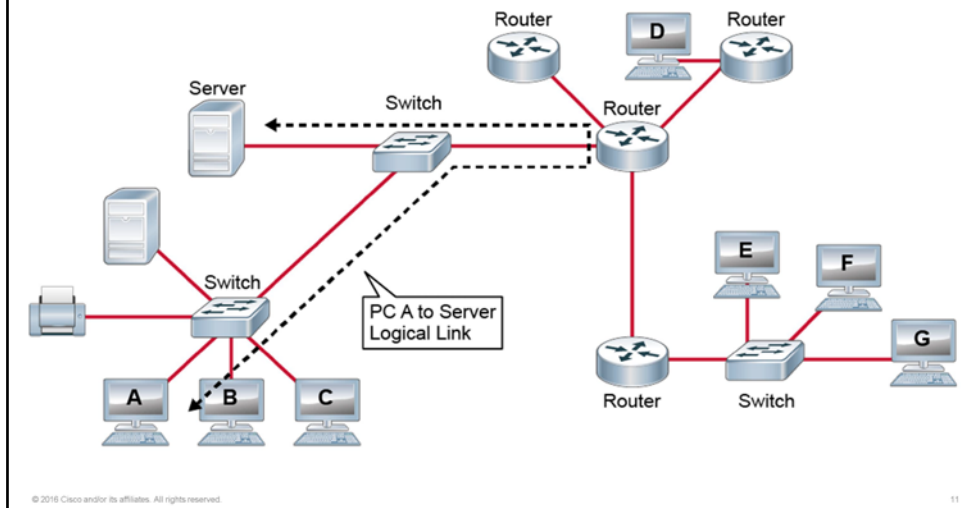 Router
D
Router
Server
Switch
Router
E
F
Switch
PC A to Server
Logical Link
G
A
B
C
Router
Switch
© 2016 Cisco and/or its affiliates. All rights reserved.
11